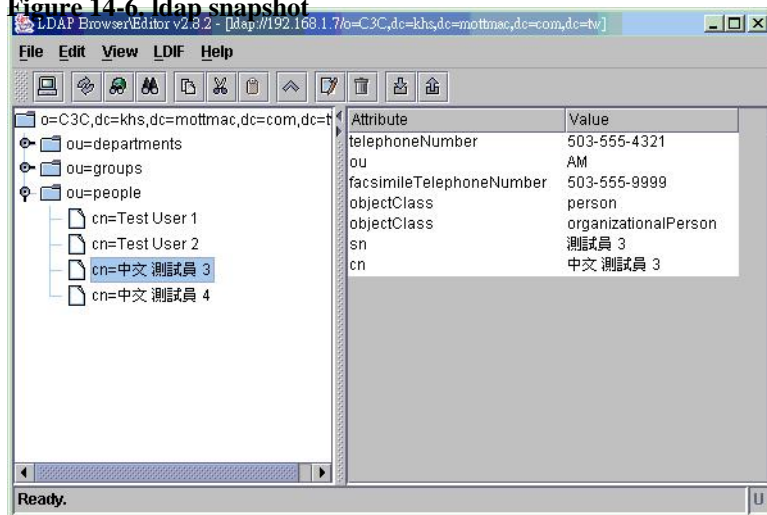 Figure 14-6. ldap snapshot
LDAP Browser\Editor v2.8.2 - [ldap://192.168.1.7/o=C3C,dc=khs,dc=mottmac,dc=com,dc=tw]
File Edit View LDIF Help
o=C3C,dc=khs,dc=mottmac,dc=com,dc=t
ou=departments
ou=groups
ou=people
cn=Test User 1
cn=Test User 2
cn=中文 測試員 3
cn=中文 測試員 4
Attribute Value
telephoneNumber 503-555-4321
ou AM
facsimileTelephoneNumber 503-555-9999
objectClass person
objectClass organizationalPerson
sn 測試員 3
cn 中文 測試員 3
Ready.
U